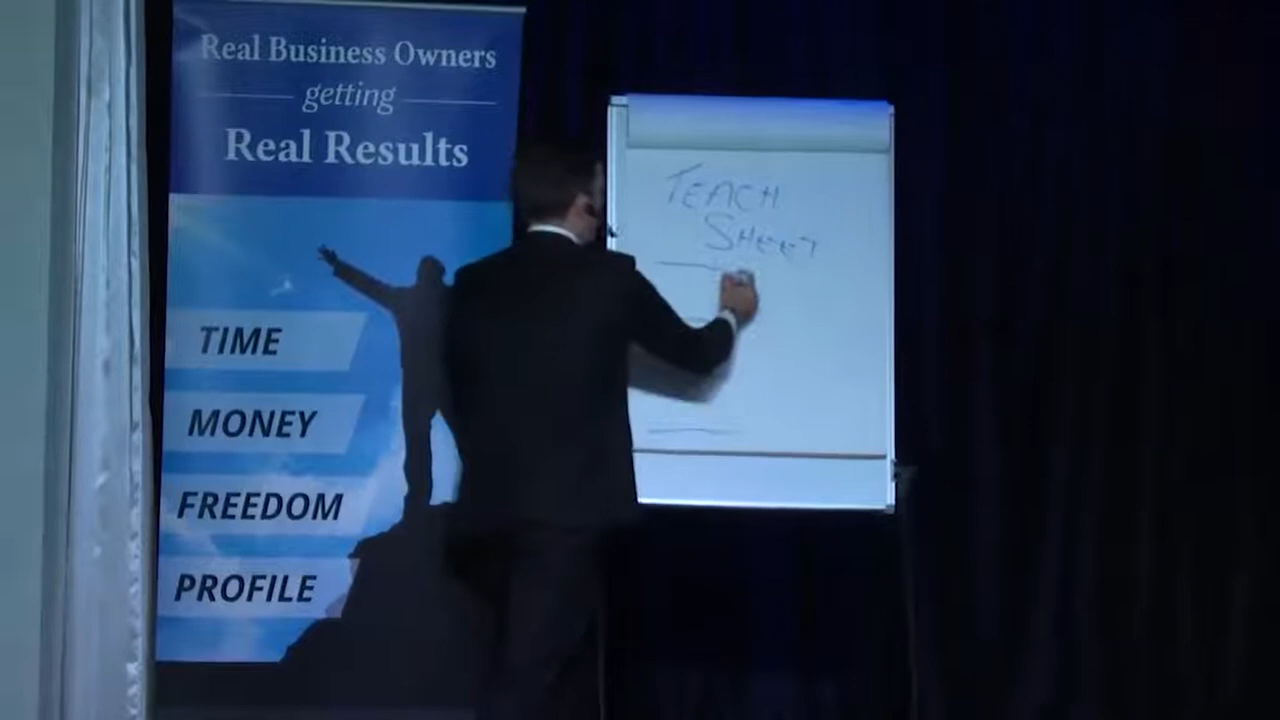 Real Business Owners
getting
Real Results
TIME
MONEY
FREEDOM
PROFILE
TEACH
SHEET